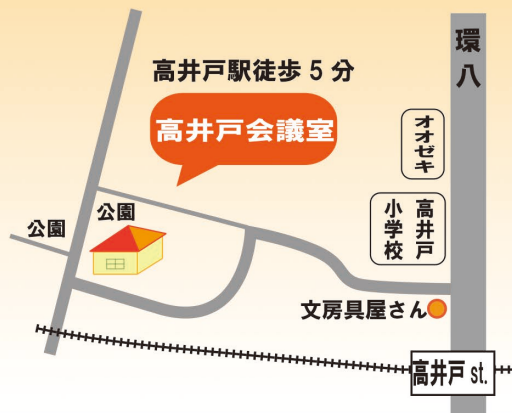 高井戸駅徒歩 5 分
高井戸会議室
環八
オオゼキ
高井戸
小学校
公園
公園
文房具屋さん
高井戸 st.